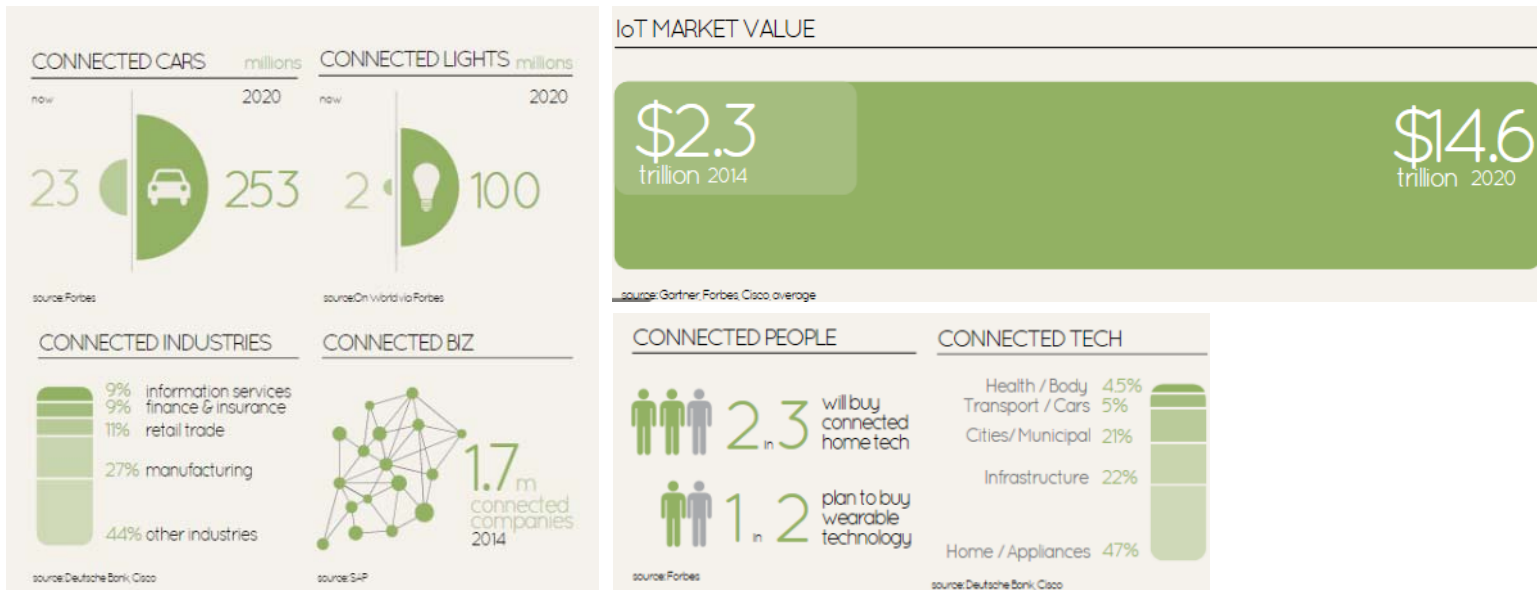 CONNECTED CARS millions
now 2020
23 253
source:Forbes
CONNECTED LIGHTS millions
now 2020
2 100
source:On World via Forbes
CONNECTED INDUSTRIES
9% information services
9% finance & insurance
11% retail trade
27% manufacturing
44% other industries
source:Deutsche Bank, Cisco
CONNECTED BIZ
1.7 m
connected
companies
2014
source:SAP
IoT MARKET VALUE
$2.3
trillion 2014
$14.6
trillion 2020
source: Gartner, Forbes, Cisco, average
CONNECTED PEOPLE
2 in 3
will buy
connected
home tech
1 in 2
plan to buy
wearable
technology
source:Forbes
CONNECTED TECH
Health / Body 4.5%
Transport / Cars 5%
Cities/ Municipal 21%
Infrastructure 22%
Home / Appliances 47%
source:Deutsche Bank, Cisco